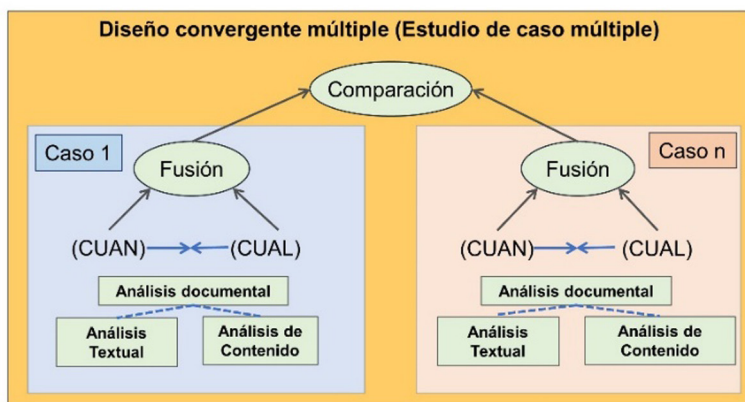 Diseño convergente múltiple (Estudio de caso múltiple)
Comparación
Caso 1
Fusión
(CUAN)
(CUAL)
Análisis documental
Análisis
Textual
Análisis de
Contenido
Caso n
Fusión
(CUAN)
(CUAL)
Análisis documental
Análisis
Textual
Análisis de
Contenido